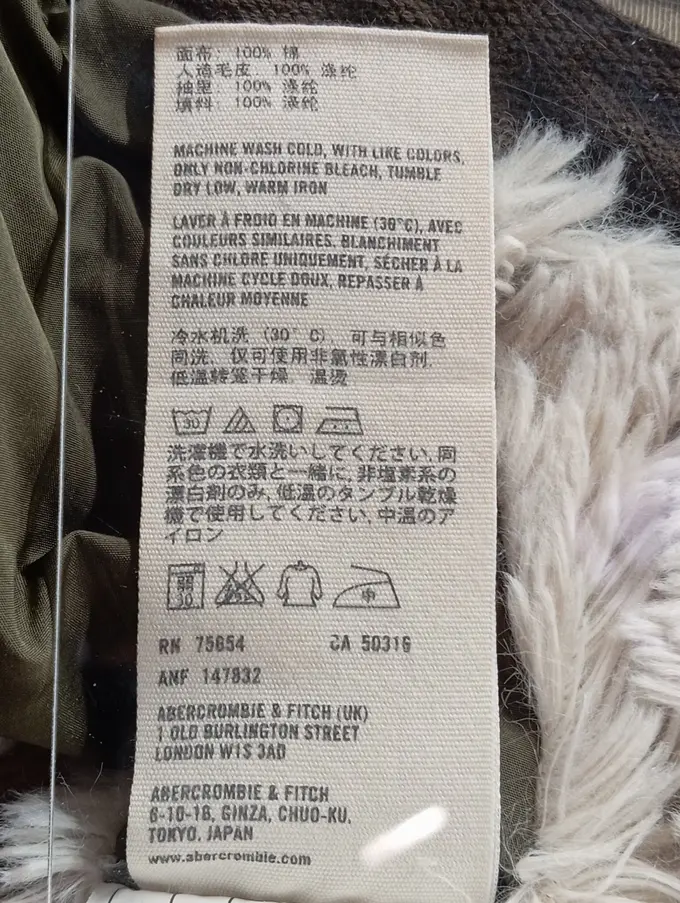 面布: 100% 棉
人造毛皮: 100% 涤纶
袖里: 100% 涤纶
填料: 100% 涤纶
MACHINE WASH COLD, WITH LIKE COLORS,
ONLY NON-CHLORINE BLEACH, TUMBLE
DRY LOW, WARM IRON
LAVER À FROID EN MACHINE (30°C), AVEC
COULEURS SIMILAIRES, BLANCHIMENT
SANS CHLORE UNIQUEMENT, SÉCHER À LA
MACHINE CYCLE DOUX, REPASSER À
CHALEUR MOYENNE
冷水机洗 (30°C), 可与相似色
同洗, 仅可使用非氯性漂白剂,
低温转笼干燥, 温烫
30
洗濯機で水洗いしてください, 同
系色の衣類と一緒に, 非塩素系の
漂白剤のみ, 低温のタンブル乾燥
機で使用してください, 中温のア
イロン
弱 30 中
RN 75654 CA 50316
ANF 147832
ABERCROMBIE & FITCH (UK)
1 OLD BURLINGTON STREET
LONDON W1S 3AD
ABERCROMBIE & FITCH
6-10-16, GINZA, CHUO-KU,
TOKYO, JAPAN
www.abercrombie.com